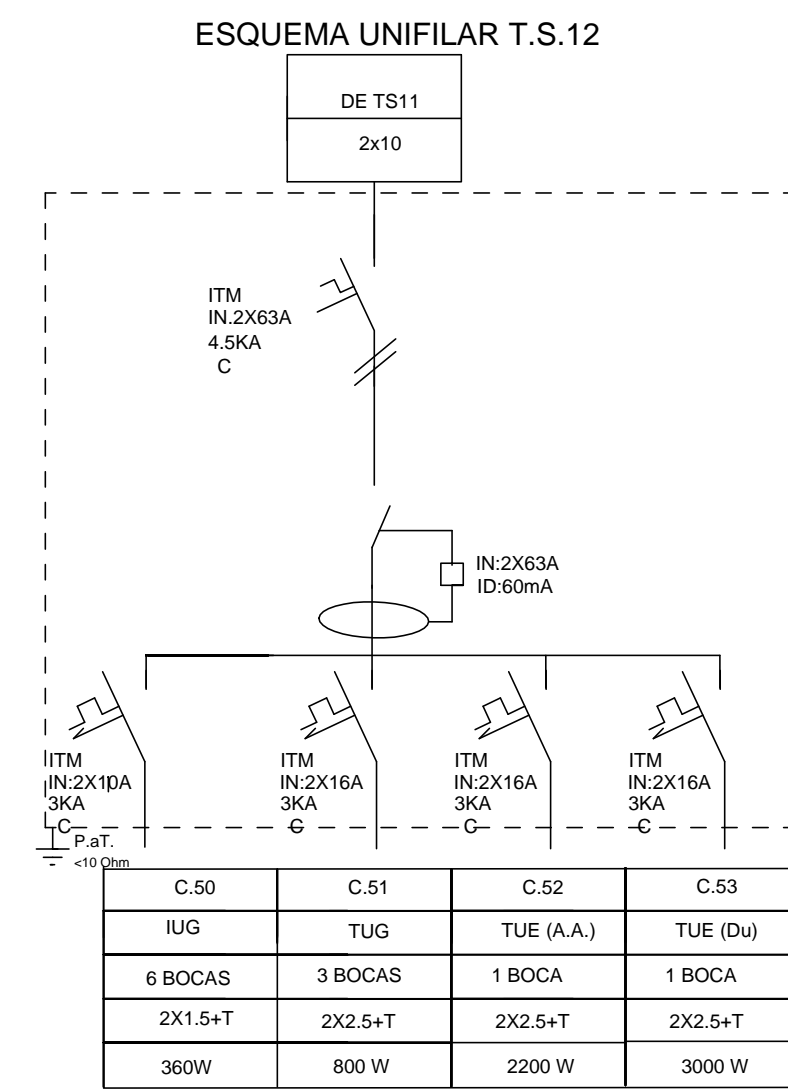 ESQUEMA UNIFILAR T.S.12
DE TS11
2x10
ITM
IN.2X63A
4.5KA
C
IN:2X63A
ID:60mA
ITM
IN:2X10A
3KA
C
ITM
IN:2X16A
3KA
C
ITM
IN:2X16A
3KA
C
ITM
IN:2X16A
3KA
C
P.aT.
<10 Ohm
C.50 C.51 C.52 C.53
IUG TUG TUE (A.A.) TUE (Du)
6 BOCAS 3 BOCAS 1 BOCA 1 BOCA
2X1.5+T 2X2.5+T 2X2.5+T 2X2.5+T
360W 800 W 2200 W 3000 W